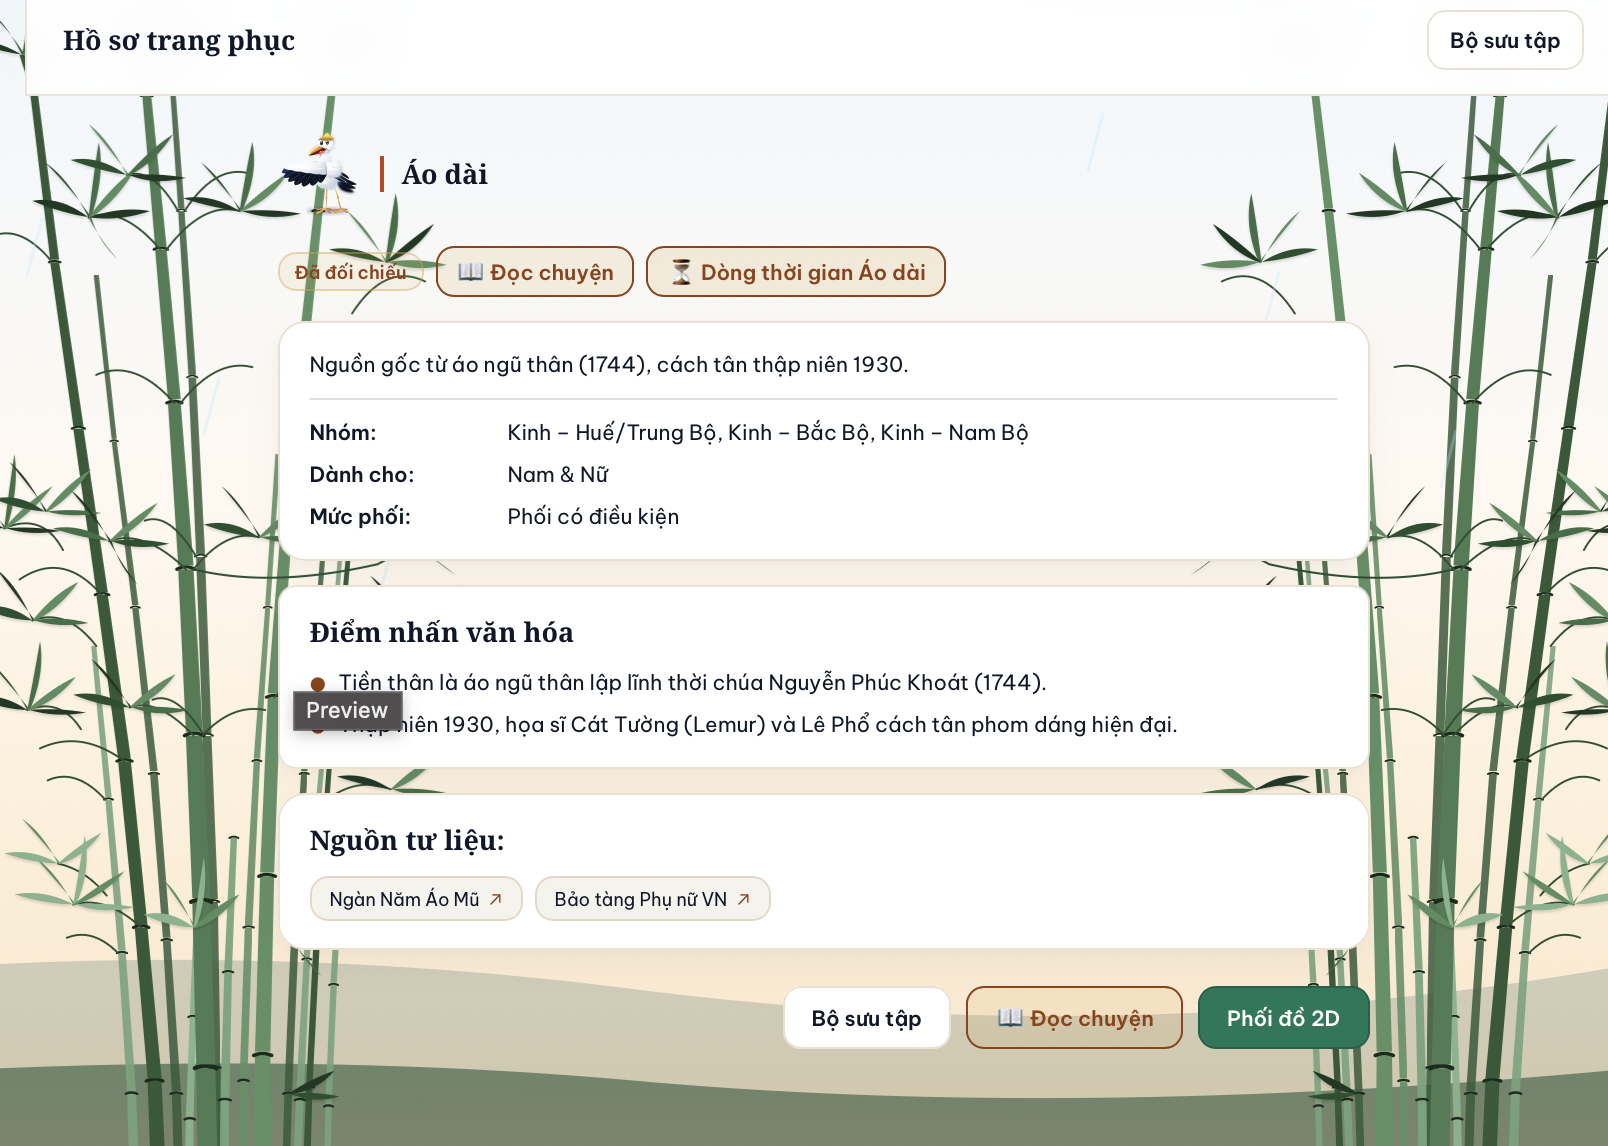 Hồ sơ trang phục
Bộ sưu tập
Áo dài
Đã đối chiếu
Đọc chuyện
Dòng thời gian Áo dài
Nguồn gốc từ áo ngũ thân (1744), cách tân thập niên 1930.
Nhóm: Kinh – Huế/Trung Bộ, Kinh – Bắc Bộ, Kinh – Nam Bộ
Dành cho: Nam & Nữ
Mức phối: Phối có điều kiện
Điểm nhấn văn hóa
Tiền thân là áo ngũ thân lập lĩnh thời chúa Nguyễn Phúc Khoát (1744).
Preview
niên 1930, họa sĩ Cát Tường (Lemur) và Lê Phổ cách tân phom dáng hiện đại.
Nguồn tư liệu:
Ngàn Năm Áo Mũ ↗
Bảo tàng Phụ nữ VN ↗
Bộ sưu tập
Đọc chuyện
Phối đồ 2D